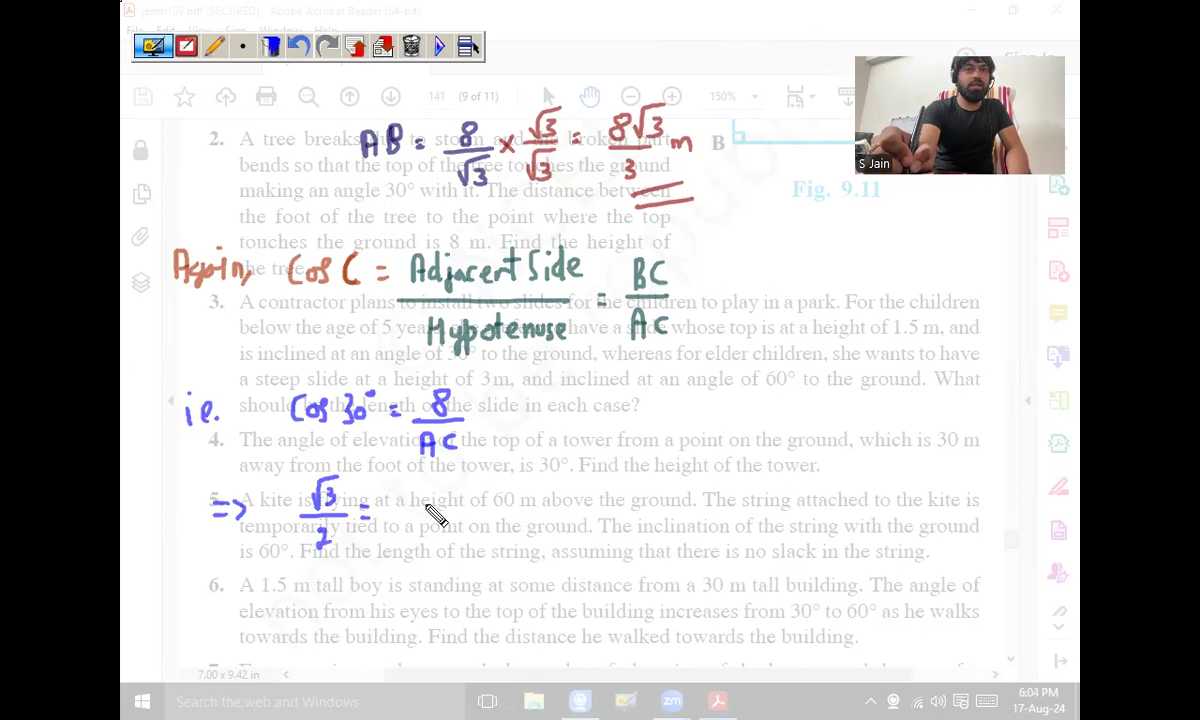 jemh109.pdf (SECURED) - Adobe Acrobat Reader (64-bit)
141 (9 of 11) 150%
AB = 8/√3 × √3/√3 = 8√3/3 m
B
S Jain
Fig. 9.11
2. A tree breaks due to storm and the broken part
bends so that the top of the tree touches the ground
making an angle 30° with it. The distance between
the foot of the tree to the point where the top
touches the ground is 8 m. Find the height of
the tree.
Again, Cos C = Adjacent Side / Hypotenuse = BC / AC
3. A contractor plans to install two slides for the children to play in a park. For the children
below the age of 5 years, she prefers to have a slide whose top is at a height of 1.5 m, and
is inclined at an angle of 30° to the ground, whereas for elder children, she wants to have
a steep slide at a height of 3m, and inclined at an angle of 60° to the ground. What
should be the length of the slide in each case?
i.e. Cos 30° = 8 / AC
4. The angle of elevation of the top of a tower from a point on the ground, which is 30 m
away from the foot of the tower, is 30°. Find the height of the tower.
=> √3 / 2 =
5. A kite is flying at a height of 60 m above the ground. The string attached to the kite is
temporarily tied to a point on the ground. The inclination of the string with the ground
is 60°. Find the length of the string, assuming that there is no slack in the string.
6. A 1.5 m tall boy is standing at some distance from a 30 m tall building. The angle of
elevation from his eyes to the top of the building increases from 30° to 60° as he walks
towards the building. Find the distance he walked towards the building.
7.00 x 9.42 in
Search the web and Windows
6:04 PM
17-Aug-24